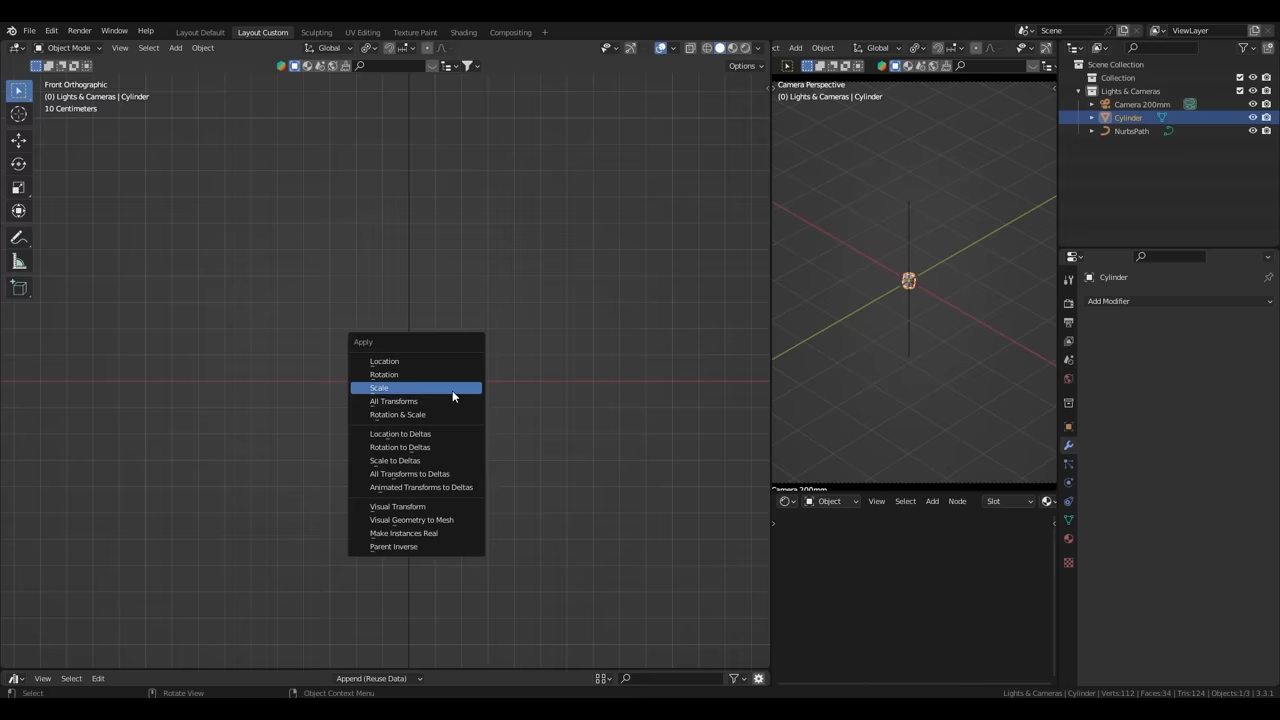 File Edit Render Window Help
Layout Default Layout Custom Sculpting UV Editing Texture Paint Shading Compositing +
Scene
ViewLayer
Object Mode View Select Add Object
Global
Add Object
Global
Options
Front Orthographic
(0) Lights & Cameras | Cylinder
10 Centimeters
Camera Perspective
(0) Lights & Cameras | Cylinder
Scene Collection
Collection
Lights & Cameras
Camera 200mm
Cylinder
NurbsPath
Cylinder
Add Modifier
Apply
Location
Rotation
Scale
All Transforms
Rotation & Scale
Location to Deltas
Rotation to Deltas
Scale to Deltas
All Transforms to Deltas
Animated Transforms to Deltas
Visual Transform
Visual Geometry to Mesh
Make Instances Real
Parent Inverse
Camera 200mm
Object View Select Add Node Slot
View Select Edit
Append (Reuse Data)
Select
Rotate View
Object Context Menu
Lights & Cameras | Cylinder | Verts:112 | Faces:34 | Tris:124 | Objects:1/3 | 3.3.1